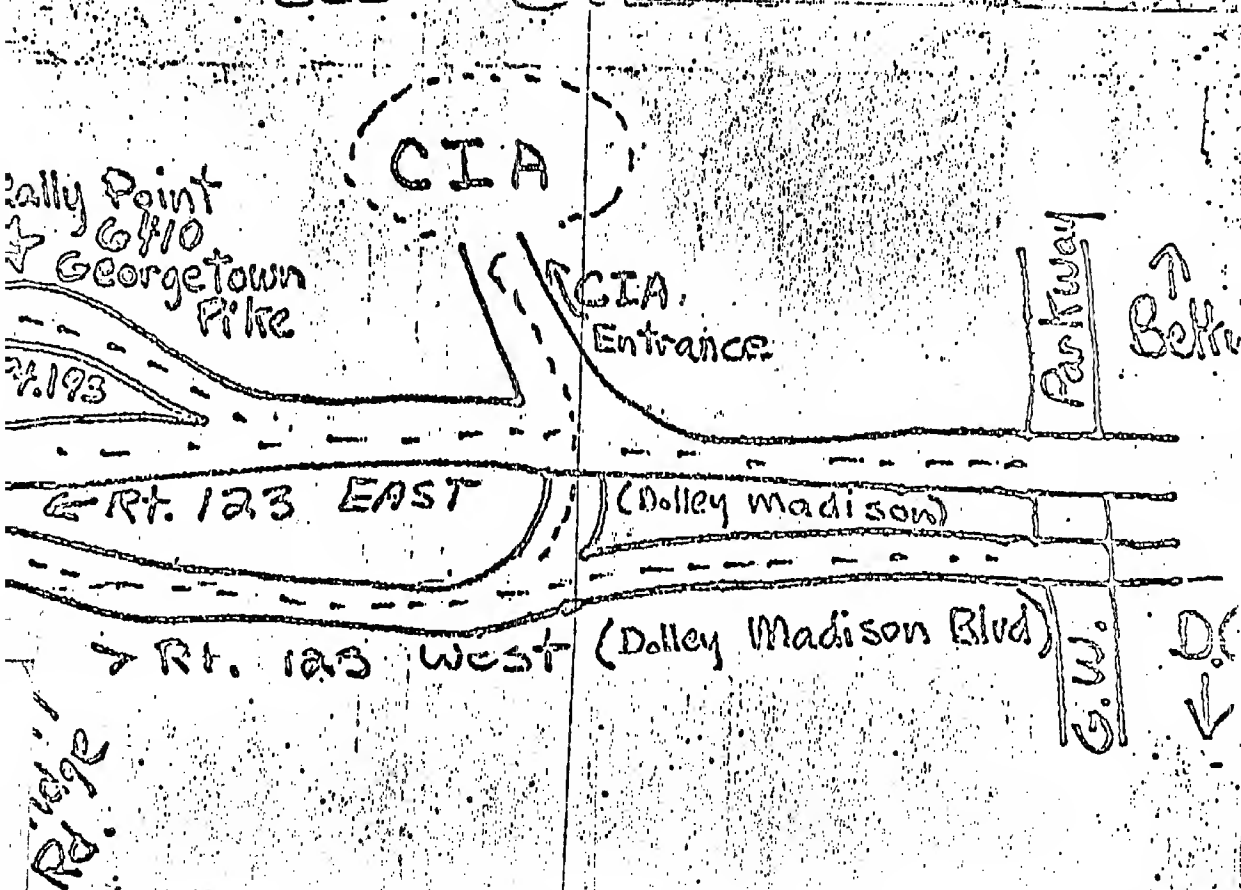 CIA
Rally Point
6410
Georgetown
Pike
CIA
Entrance
Parkway
Rt. 193
Rt. 123 EAST
(Dolley Madison)
Rt. 123 West
(Dolley Madison Blvd)
G.W.
Rd.